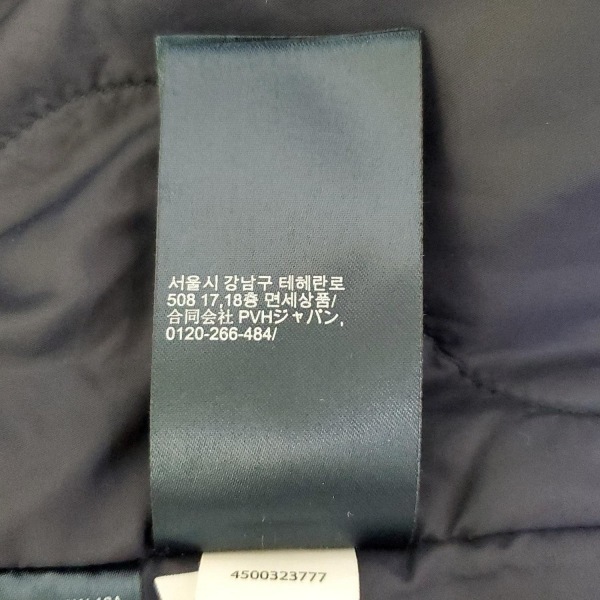 서울시 강남구 테헤란로
508 17,18층 면세상품/
合同会社 PVHジャパン,
0120-266-484/
4500323777